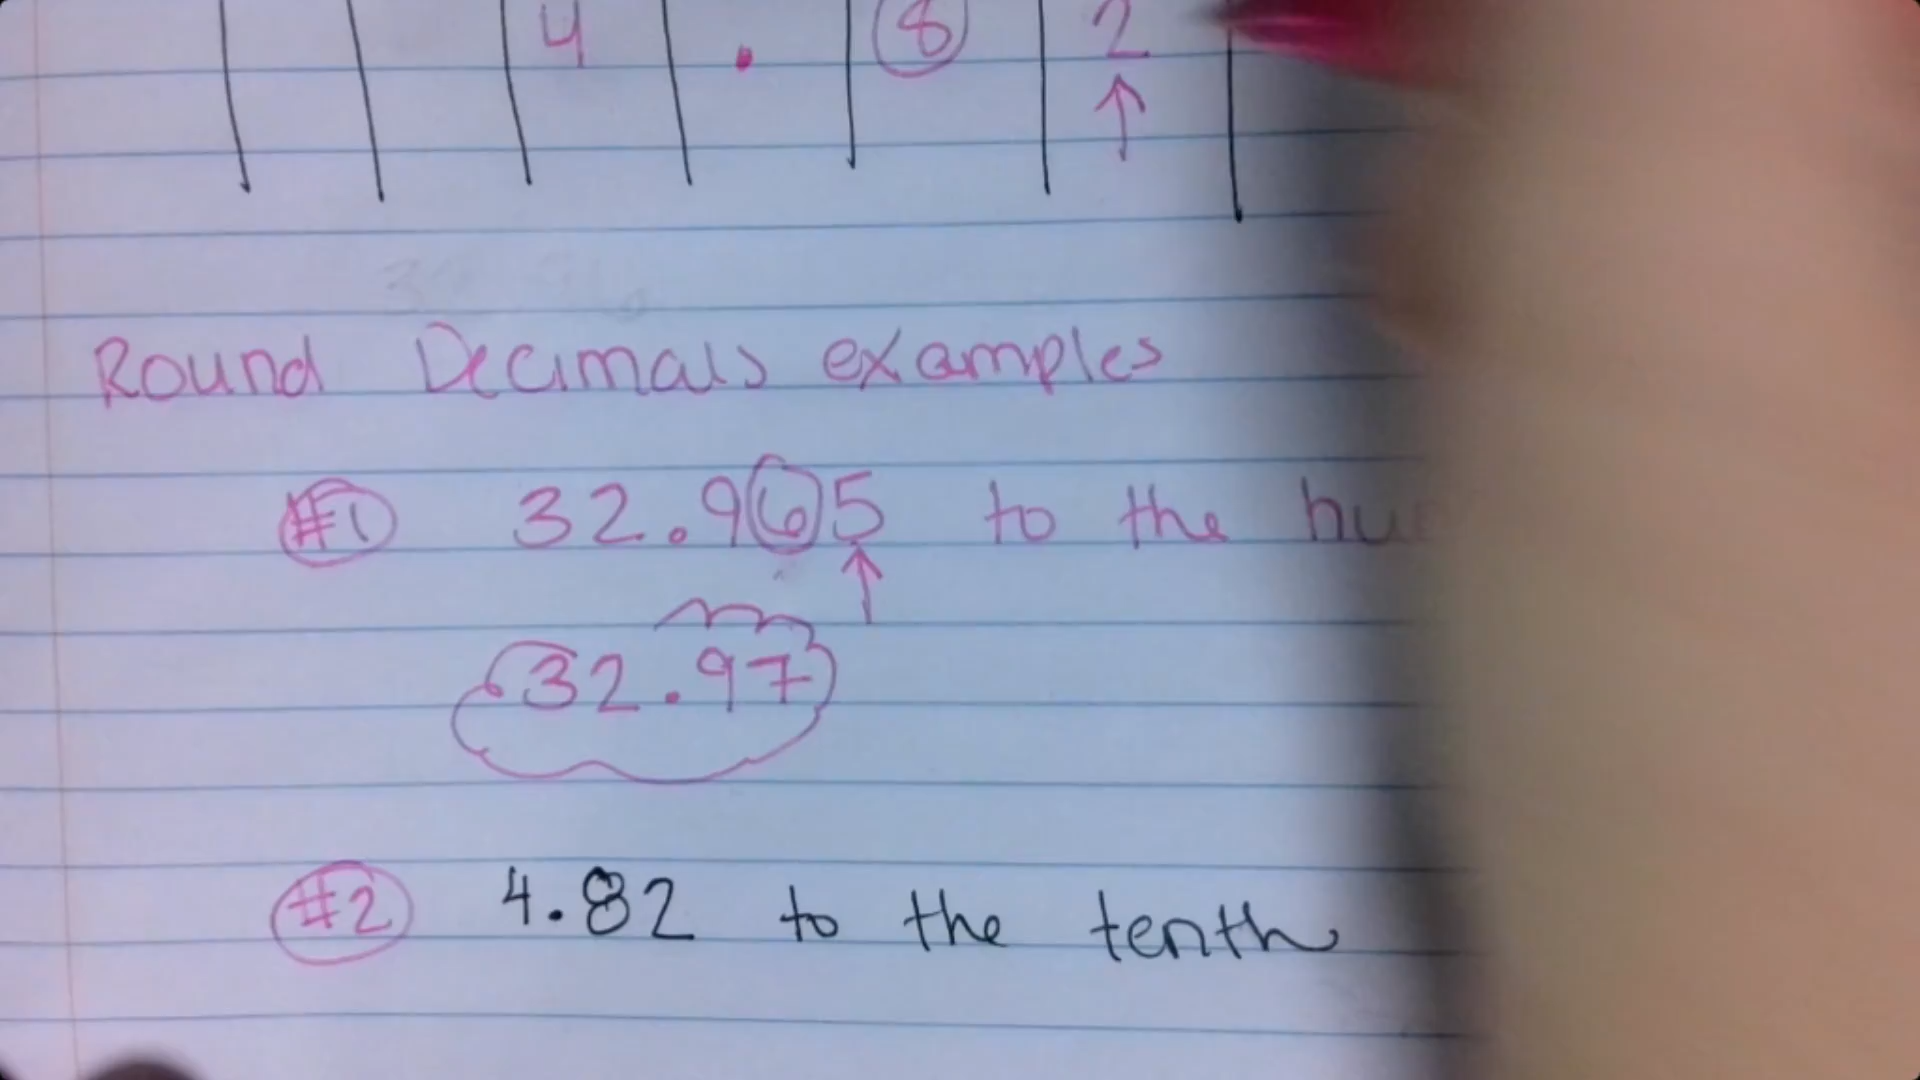 4 . 8 2
Round Decimals examples
#1 32.965 to the
32.97
#2 4.82 to the tenth